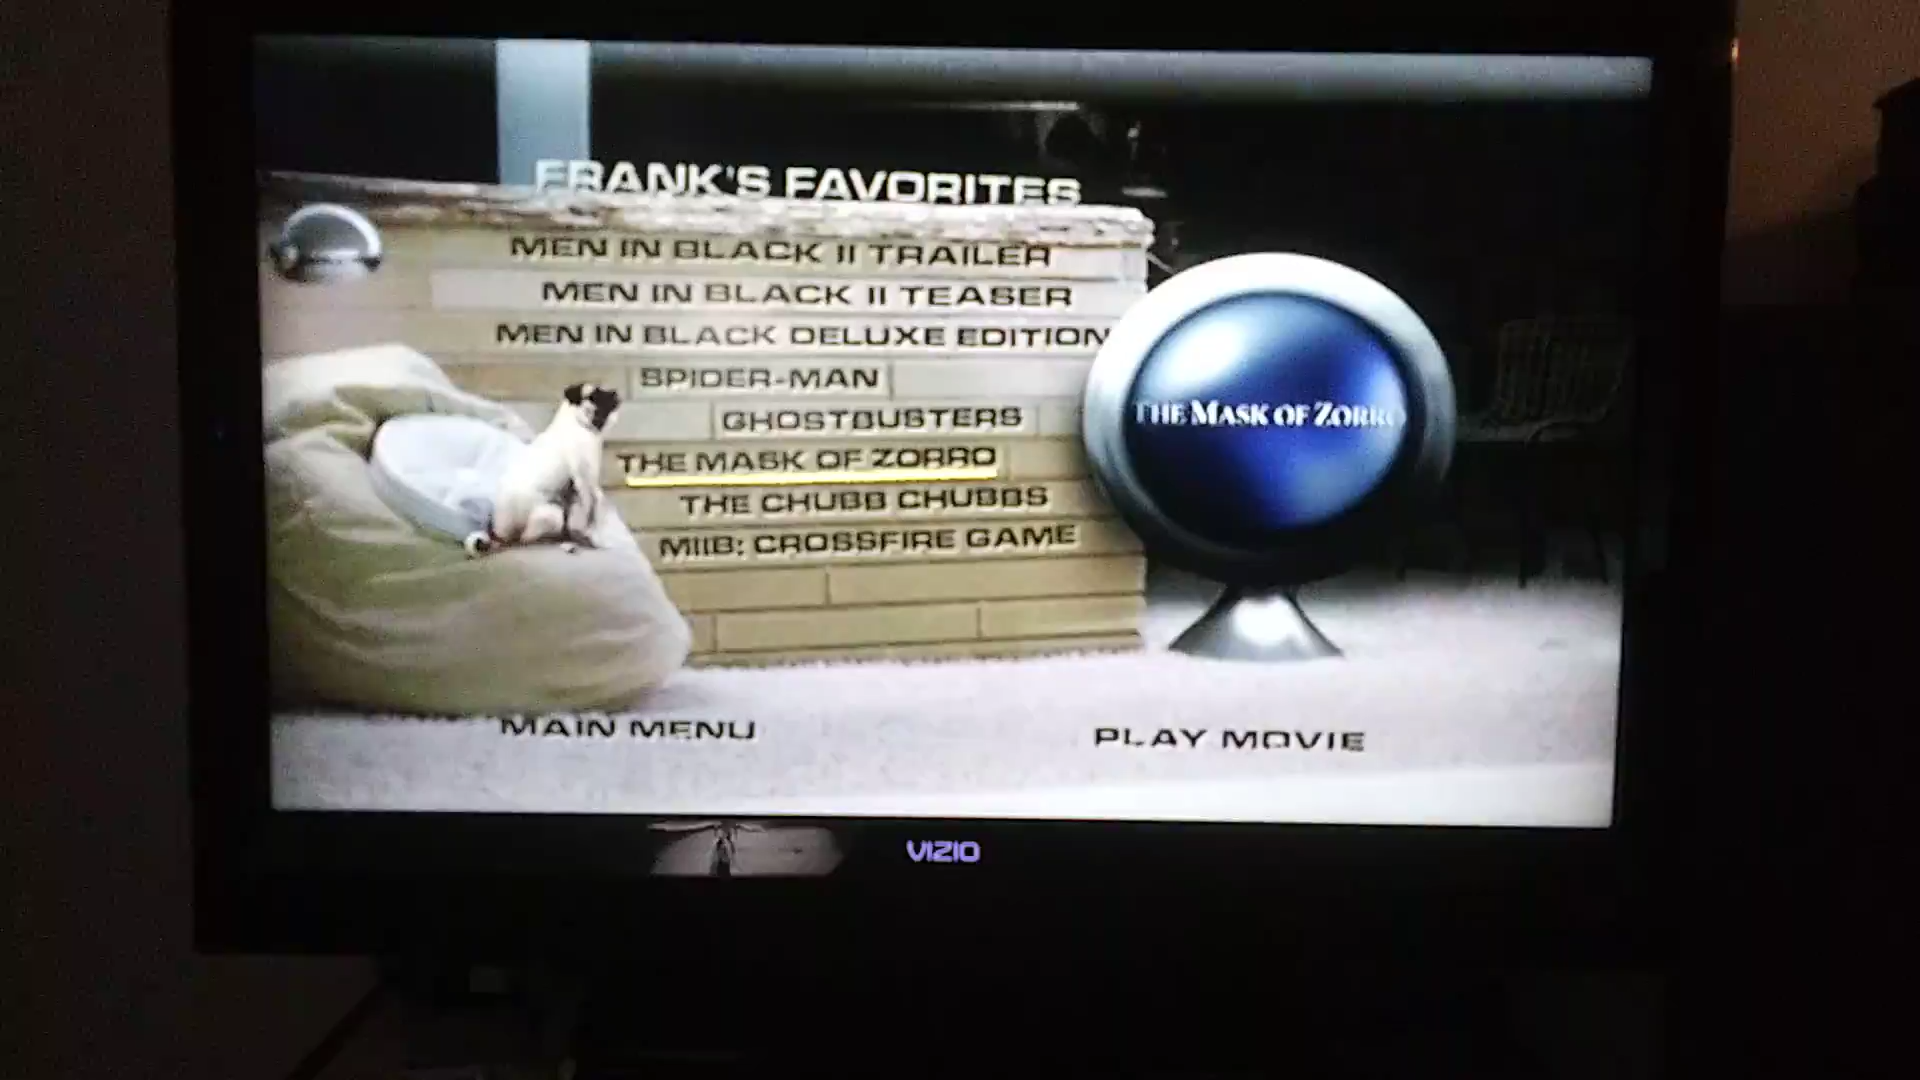 FRANK'S FAVORITES
MEN IN BLACK II TRAILER
MEN IN BLACK II TEASER
MEN IN BLACK DELUXE EDITION
SPIDER-MAN
GHOSTBUSTERS
THE MASK OF ZORRO
THE CHUBB CHUBBS
MIIB: CROSSFIRE GAME
THE MASK OF ZORRO
MAIN MENU
PLAY MOVIE
VIZIO